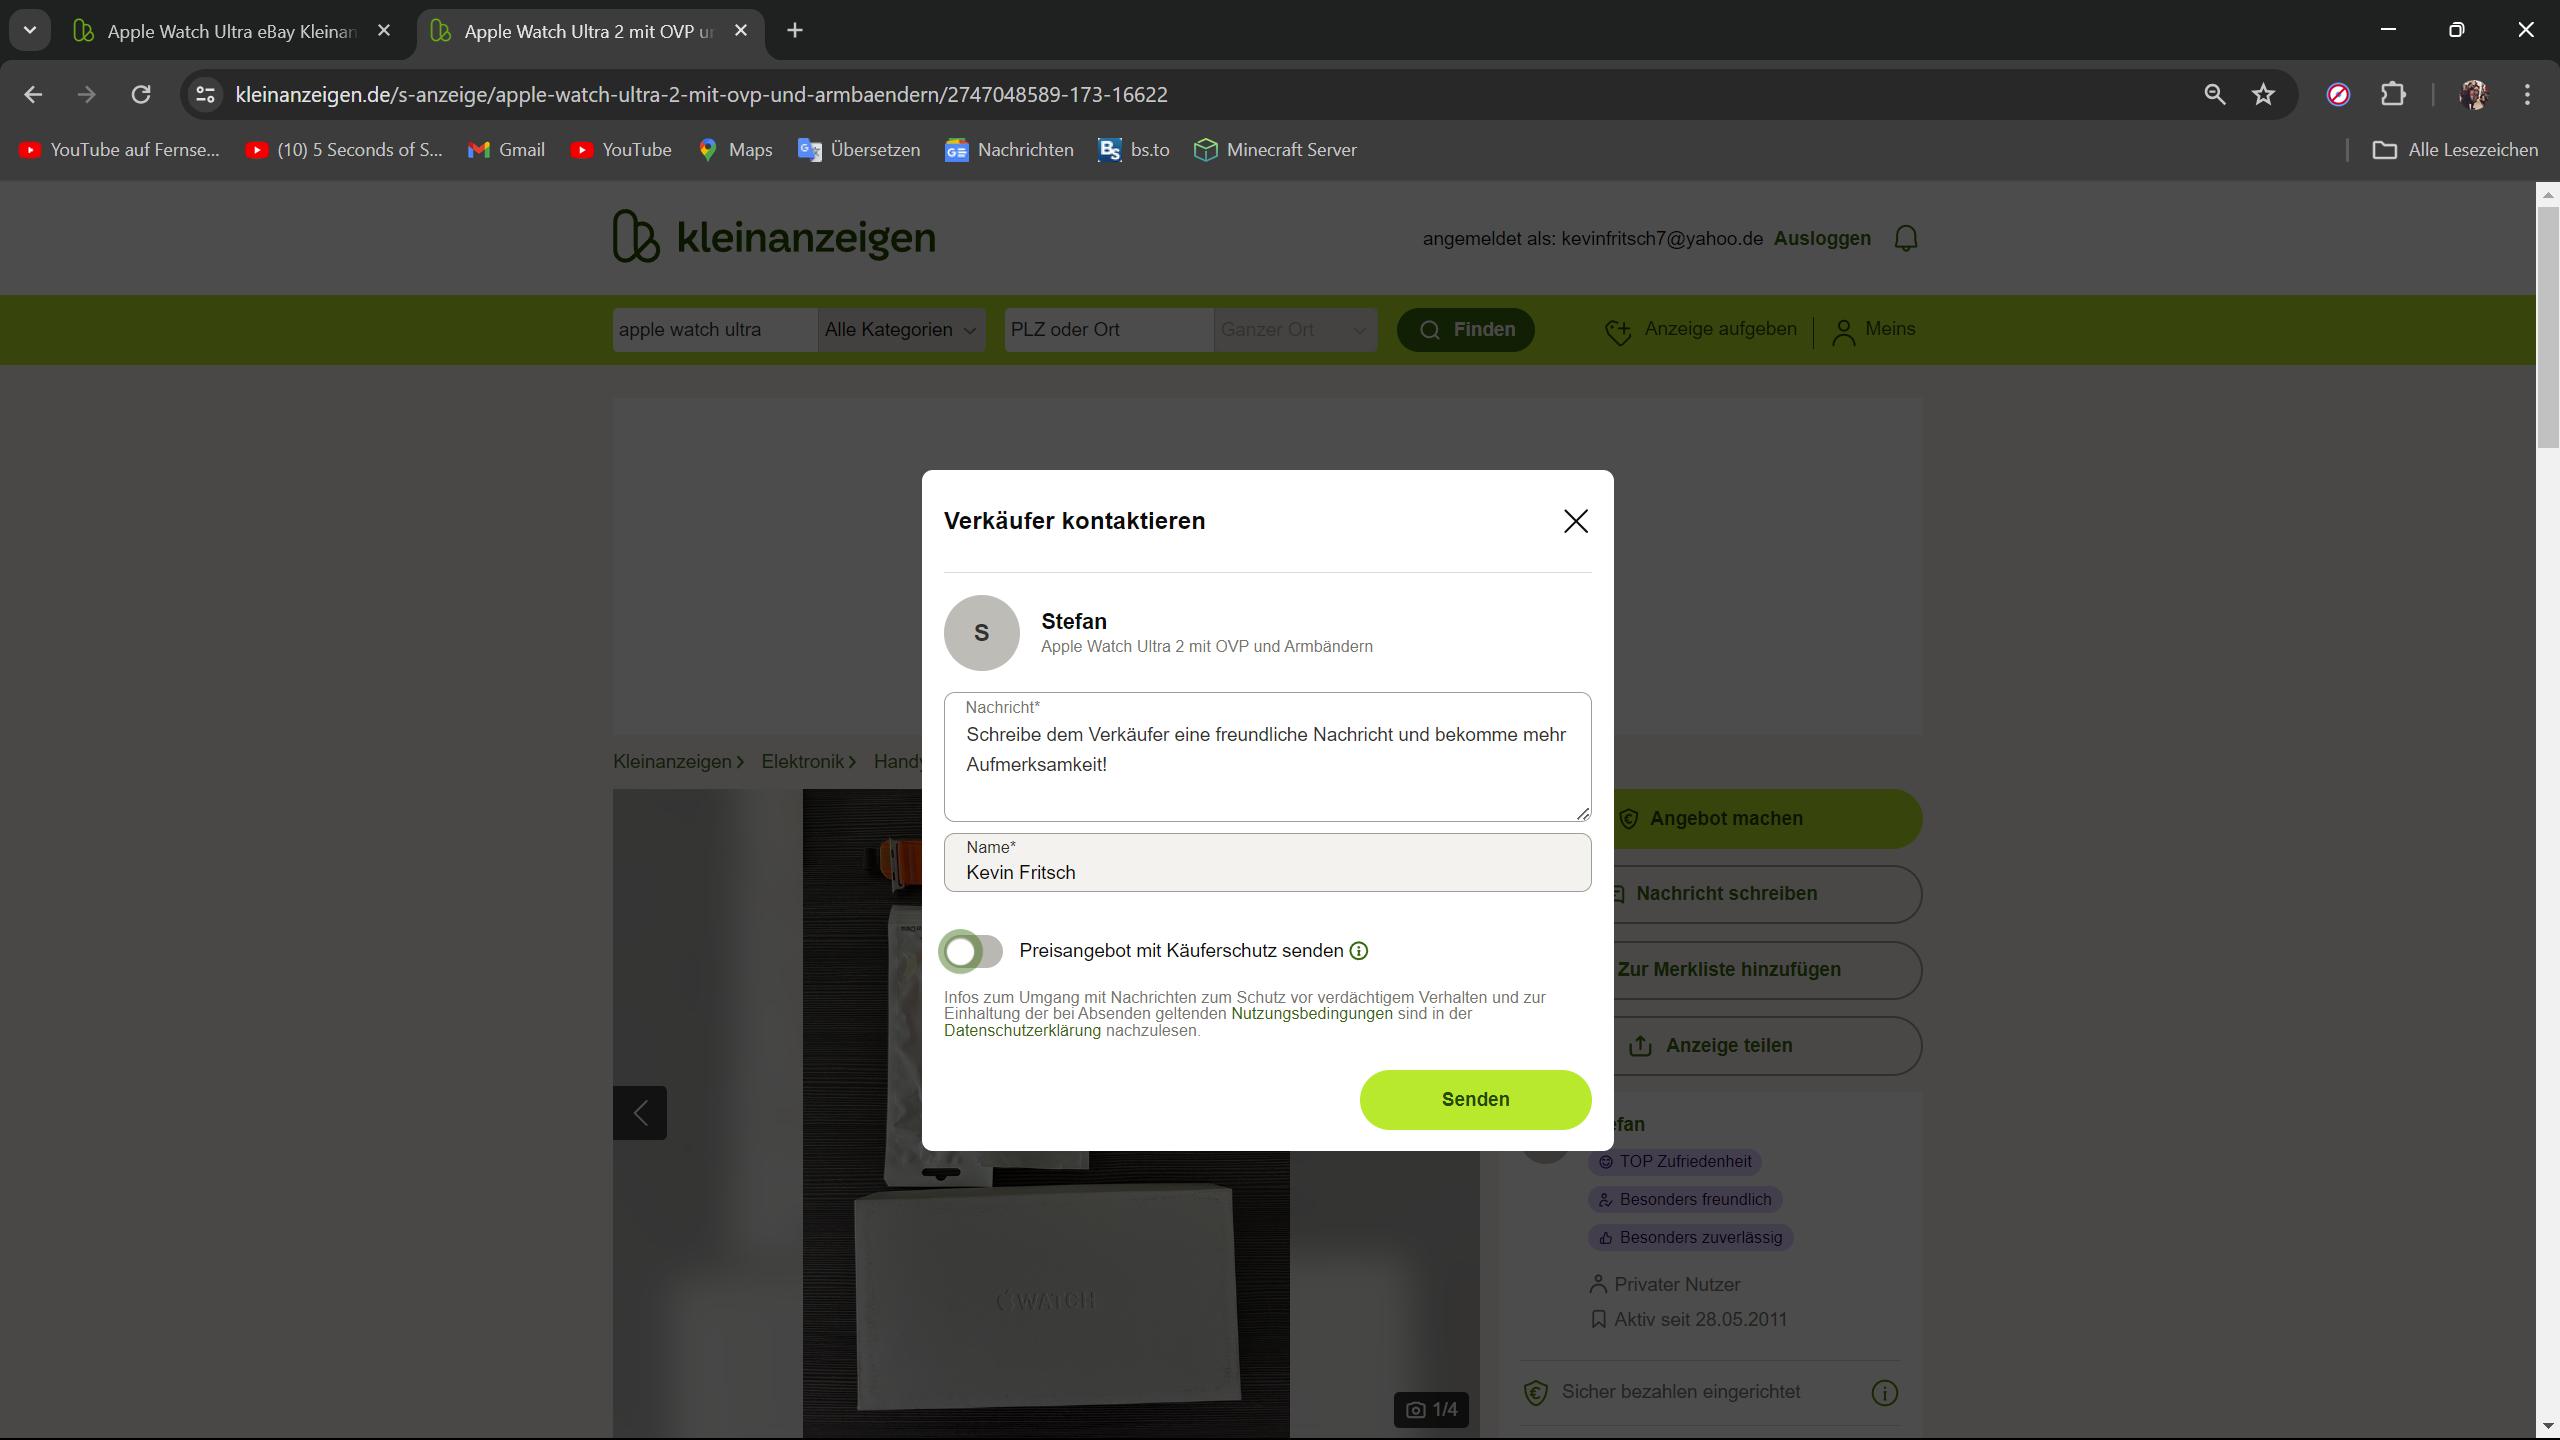 Apple Watch Ultra eBay Kleinan
Apple Watch Ultra 2 mit OVP u
kleinanzeigen.de/s-anzeige/apple-watch-ultra-2-mit-ovp-und-armbaendern/2747048589-173-16622
YouTube auf Fernse...
(10) 5 Seconds of S...
Gmail
YouTube
Maps
Übersetzen
Nachrichten
bs.to
Minecraft Server
Alle Lesezeichen
kleinanzeigen
angemeldet als: kevinfritsch7@yahoo.de Ausloggen
apple watch ultra
Alle Kategorien
PLZ oder Ort
Ganzer Ort
Finden
Anzeige aufgeben
Meins
Verkäufer kontaktieren
S
Stefan
Apple Watch Ultra 2 mit OVP und Armbändern
Nachricht*
Schreibe dem Verkäufer eine freundliche Nachricht und bekomme mehr
Aufmerksamkeit!
Name*
Kevin Fritsch
Preisangebot mit Käuferschutz senden
Infos zum Umgang mit Nachrichten zum Schutz vor verdächtigem Verhalten und zur
Einhaltung der bei Absenden geltenden Nutzungsbedingungen sind in der
Datenschutzerklärung nachzulesen.
Senden
Kleinanzeigen
Elektronik
Handy
Angebot machen
Nachricht schreiben
Zur Merkliste hinzufügen
Anzeige teilen
efan
TOP Zufriedenheit
Besonders freundlich
Besonders zuverlässig
Privater Nutzer
Aktiv seit 28.05.2011
Sicher bezahlen eingerichtet
WATCH
1/4